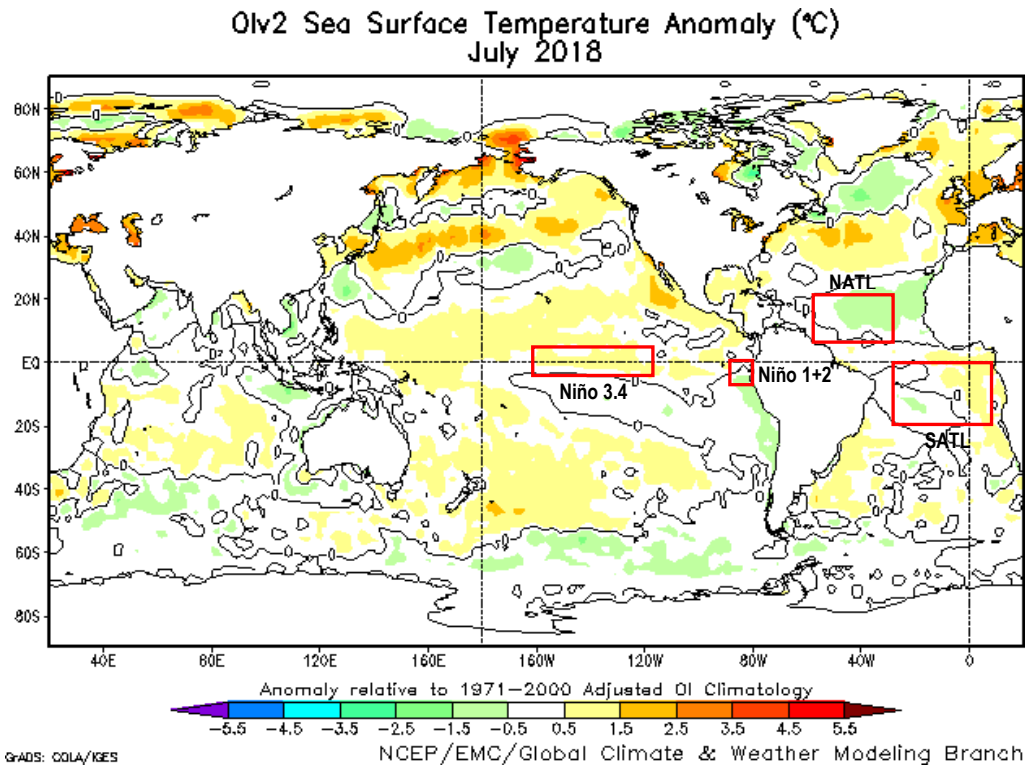 OIv2 Sea Surface Temperature Anomaly (°C)
July 2018
80N
60N
40N
20N
EQ
20S
40S
60S
80S
NATL
Niño 3.4
Niño 1+2
SATL
40E 80E 120E 160E 160W 120W 80W 40W 0
Anomaly relative to 1971-2000 Adjusted OI Climatology
-5.5 -4.5 -3.5 -2.5 -1.5 -0.5 0.5 1.5 2.5 3.5 4.5 5.5
GrADS: COLA/IGES
NCEP/EMC/Global Climate & Weather Modeling Branch